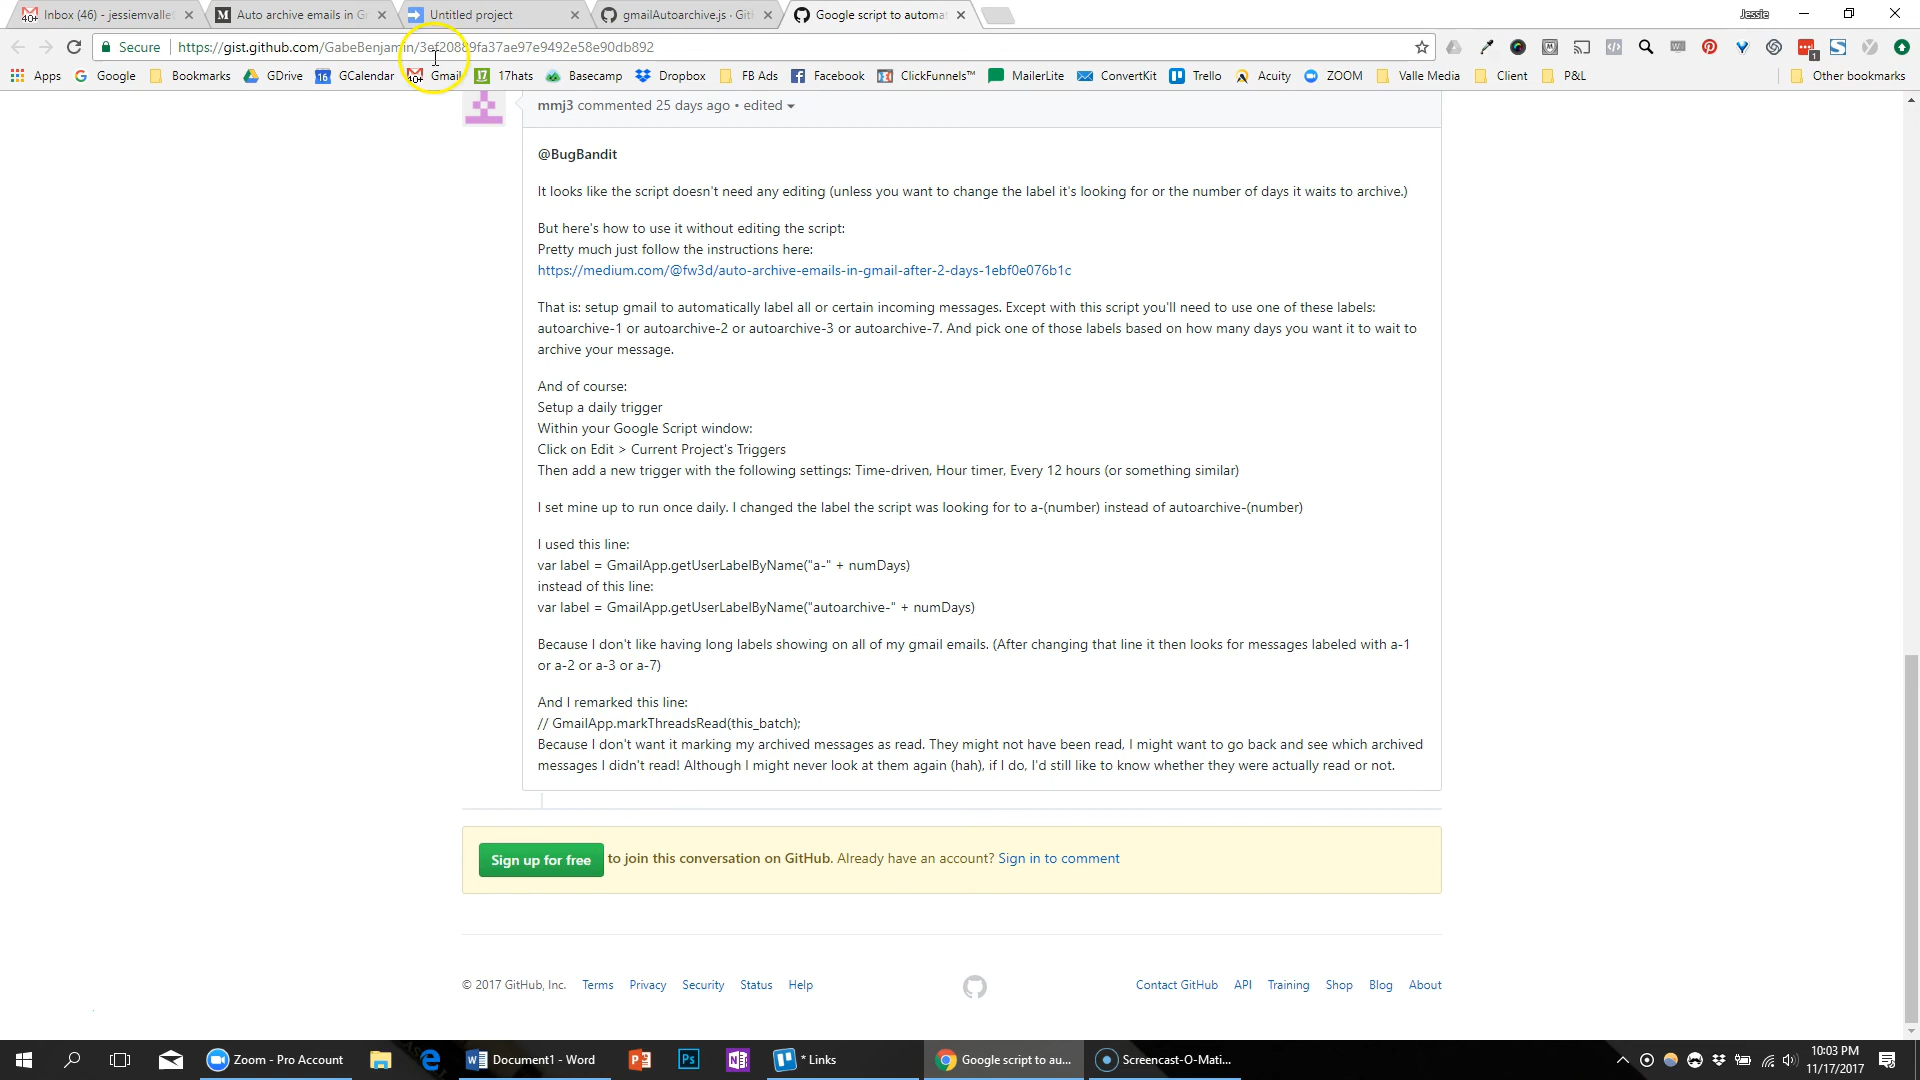 Inbox (46) - jessiemvalle
Auto archive emails in G
Untitled project
gmailAutoarchive.js · Git
Google script to automa
Jessie
Secure
https://gist.github.com/GabeBenjamin/3ef20889fa37ae97e9492e58e90db892
Apps
Google
Bookmarks
GDrive
16
GCalendar
40+
Gmail
17
17hats
Basecamp
Dropbox
FB Ads
Facebook
ClickFunnels™
MailerLite
ConvertKit
Trello
Acuity
ZOOM
Valle Media
Client
P&L
Other bookmarks
mmj3 commented 25 days ago • edited
@BugBandit
It looks like the script doesn't need any editing (unless you want to change the label it's looking for or the number of days it waits to archive.)
But here's how to use it without editing the script:
Pretty much just follow the instructions here:
https://medium.com/@fw3d/auto-archive-emails-in-gmail-after-2-days-1ebf0e076b1c
That is: setup gmail to automatically label all or certain incoming messages. Except with this script you'll need to use one of these labels:
autoarchive-1 or autoarchive-2 or autoarchive-3 or autoarchive-7. And pick one of those labels based on how many days you want it to wait to
archive your message.
And of course:
Setup a daily trigger
Within your Google Script window:
Click on Edit > Current Project's Triggers
Then add a new trigger with the following settings: Time-driven, Hour timer, Every 12 hours (or something similar)
I set mine up to run once daily. I changed the label the script was looking for to a-(number) instead of autoarchive-(number)
I used this line:
var label = GmailApp.getUserLabelByName("a-" + numDays)
instead of this line:
var label = GmailApp.getUserLabelByName("autoarchive-" + numDays)
Because I don't like having long labels showing on all of my gmail emails. (After changing that line it then looks for messages labeled with a-1
or a-2 or a-3 or a-7)
And I remarked this line:
// GmailApp.markThreadsRead(this_batch);
Because I don't want it marking my archived messages as read. They might not have been read, I might want to go back and see which archived
messages I didn't read! Although I might never look at them again (hah), if I do, I'd still like to know whether they were actually read or not.
Sign up for free to join this conversation on GitHub. Already have an account? Sign in to comment
© 2017 GitHub, Inc.
Terms
Privacy
Security
Status
Help
Contact GitHub
API
Training
Shop
Blog
About
Zoom - Pro Account
Document1 - Word
* Links
Google script to au...
Screencast-O-Mati...
10:03 PM
11/17/2017